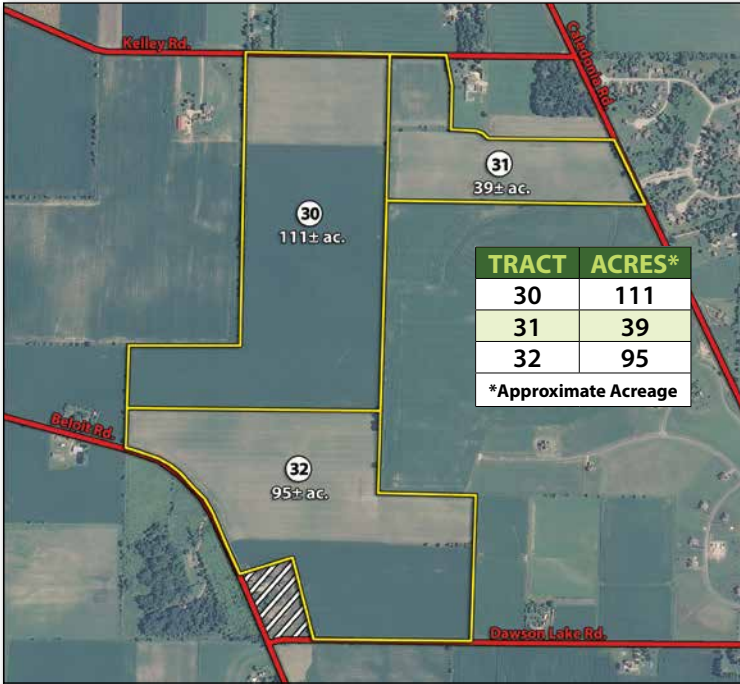 Kelley Rd.
Caledonia Rd.
31
39± ac.
30
111± ac.
TRACT ACRES*
30 111
31 39
32 95
*Approximate Acreage
Beloit Rd.
32
95± ac.
Dawson Lake Rd.